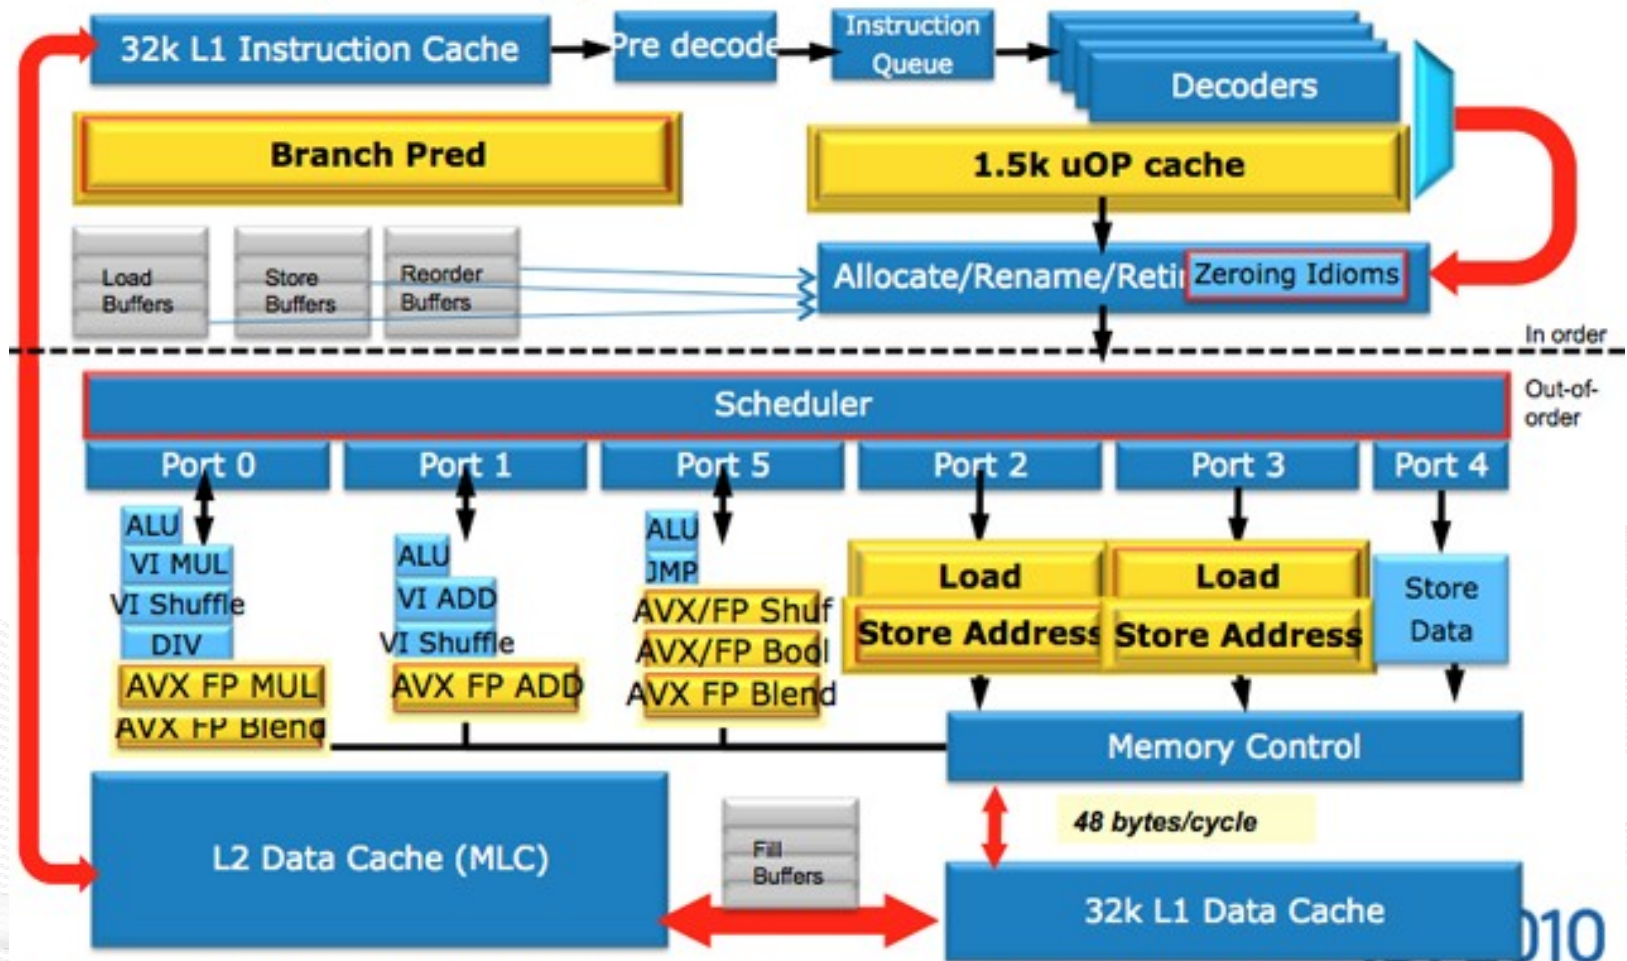 32k L1 Instruction Cache
Pre decode
Instruction
Queue
Decoders
Branch Pred
1.5k uOP cache
Load
Buffers
Store
Buffers
Reorder
Buffers
Allocate/Rename/Retir
Zeroing Idioms
In order
Out-of-
order
Scheduler
Port 0
Port 1
Port 5
Port 2
Port 3
Port 4
ALU
VI MUL
VI Shuffle
DIV
AVX FP MUL
AVX FP Blend
ALU
VI ADD
VI Shuffle
AVX FP ADD
ALU
JMP
AVX/FP Shuf
AVX/FP Bool
AVX FP Blend
Load
Store Address
Load
Store Address
Store
Data
Memory Control
48 bytes/cycle
L2 Data Cache (MLC)
Fill
Buffers
32k L1 Data Cache